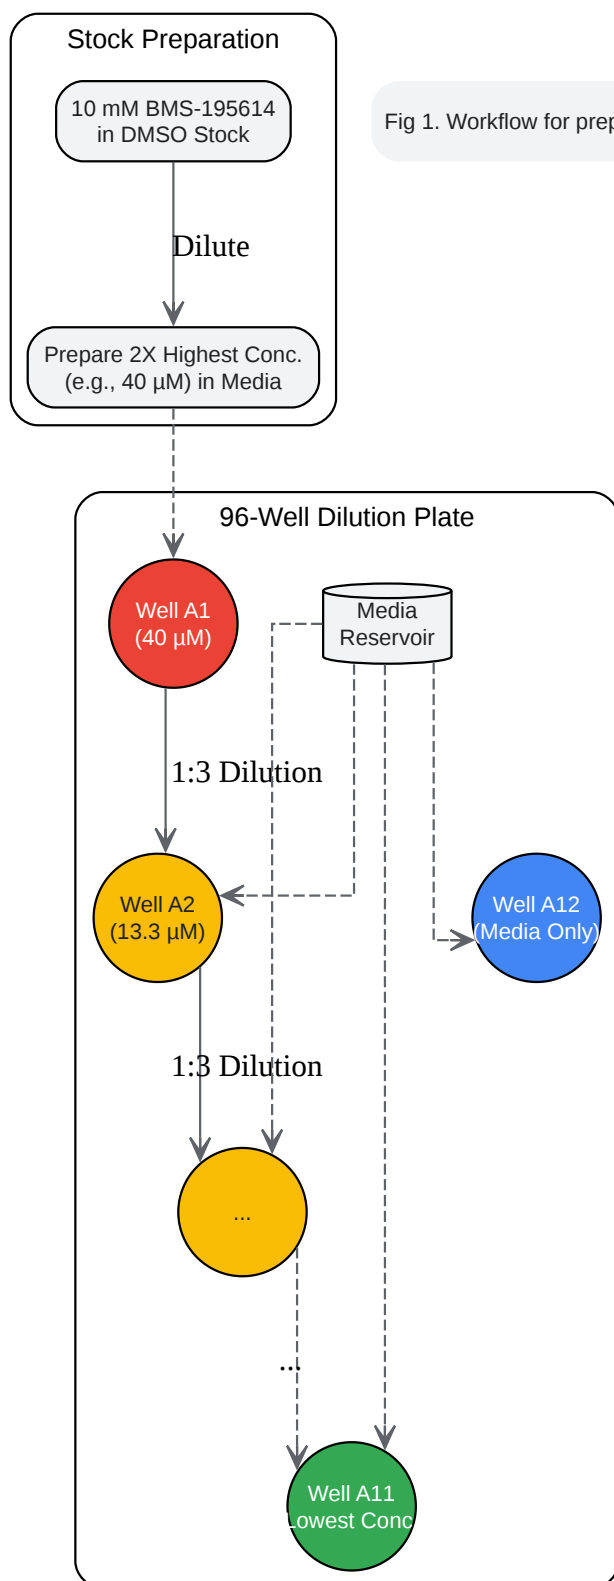 Stock Preparation
10 mM BMS-195614
in DMSO Stock
Fig 1. Workflow for prep
Dilute
Prepare 2X Highest Conc.
(e.g., 40 µM) in Media
96-Well Dilution Plate
Well A1
(40 µM)
Media
Reservoir
1:3 Dilution
Well A2
(13.3 µM)
Well A12
(Media Only)
1:3 Dilution
...
...
Well A11
Lowest Conc